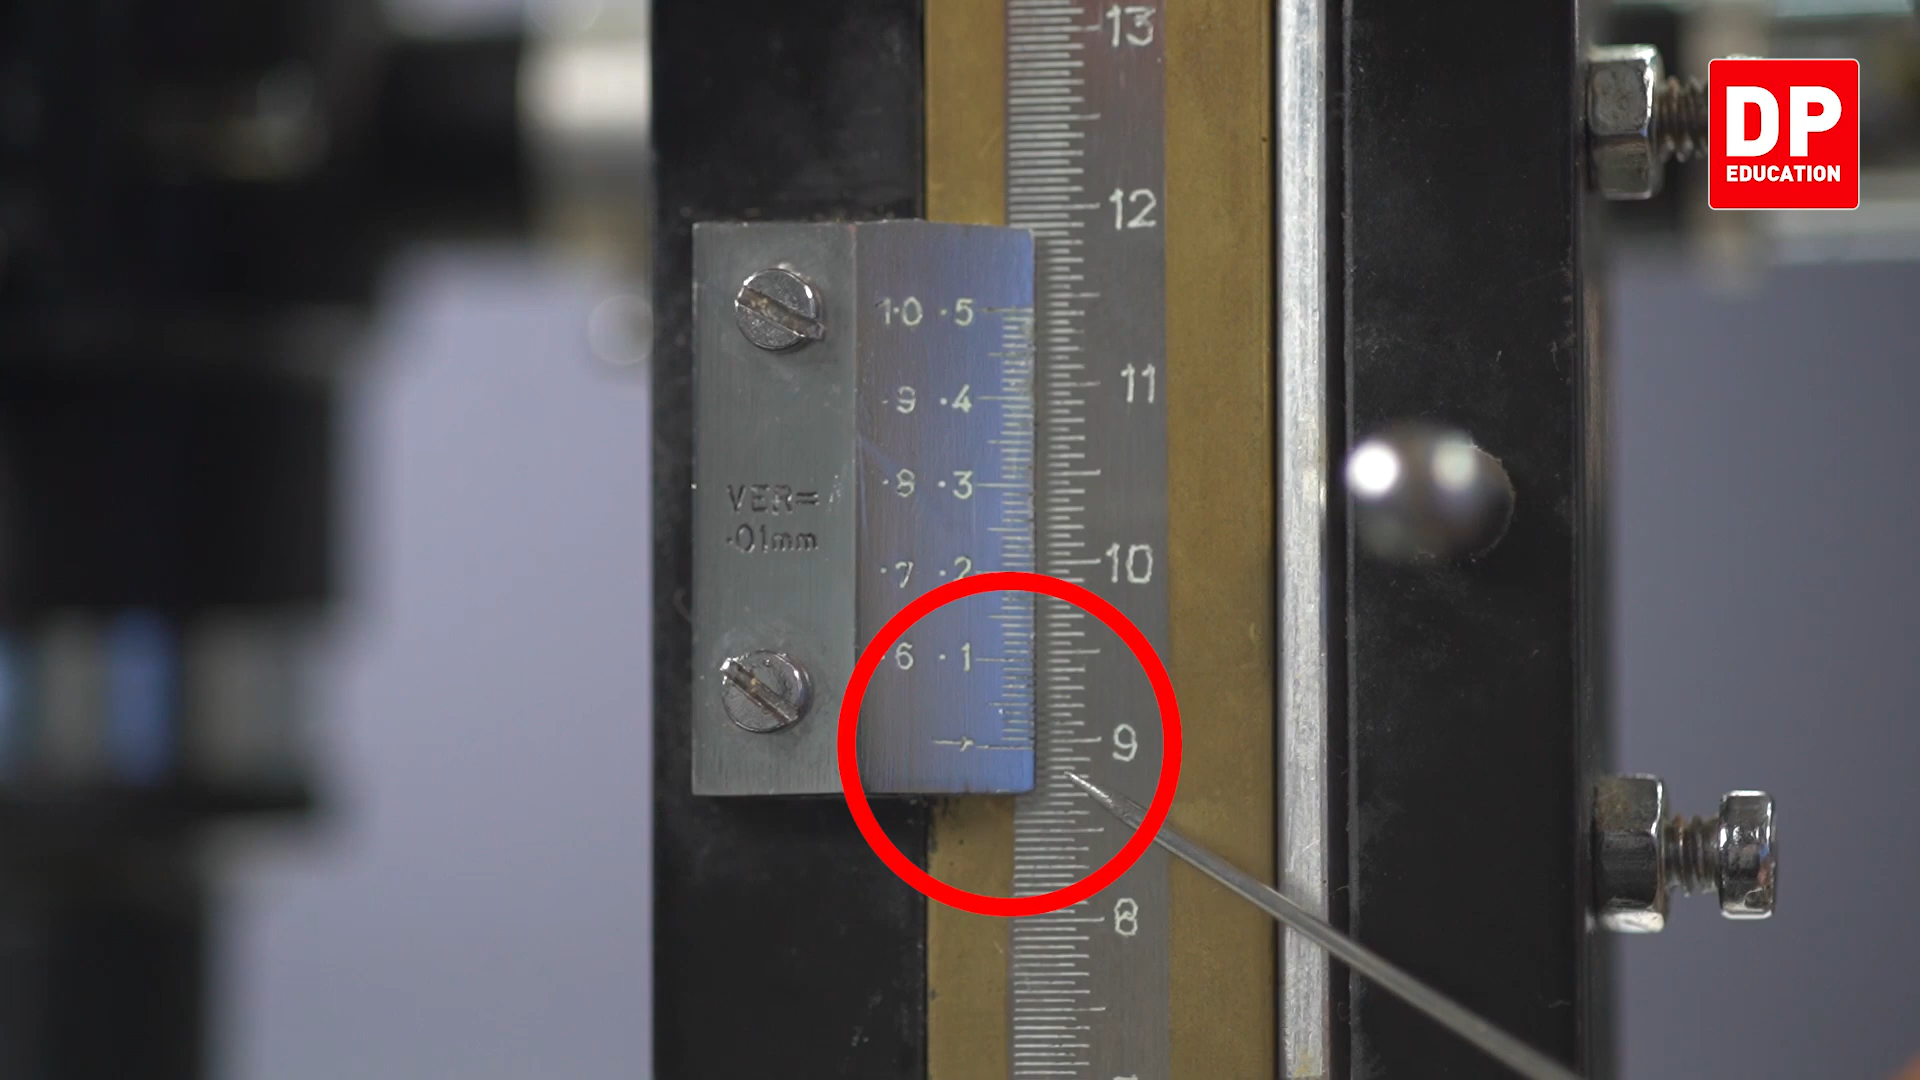 DP
EDUCATION
13
12
11
10
9
8
1.0 .5
.9 .4
.8 .3
.7 .2
6 .1
VER=
.01mm